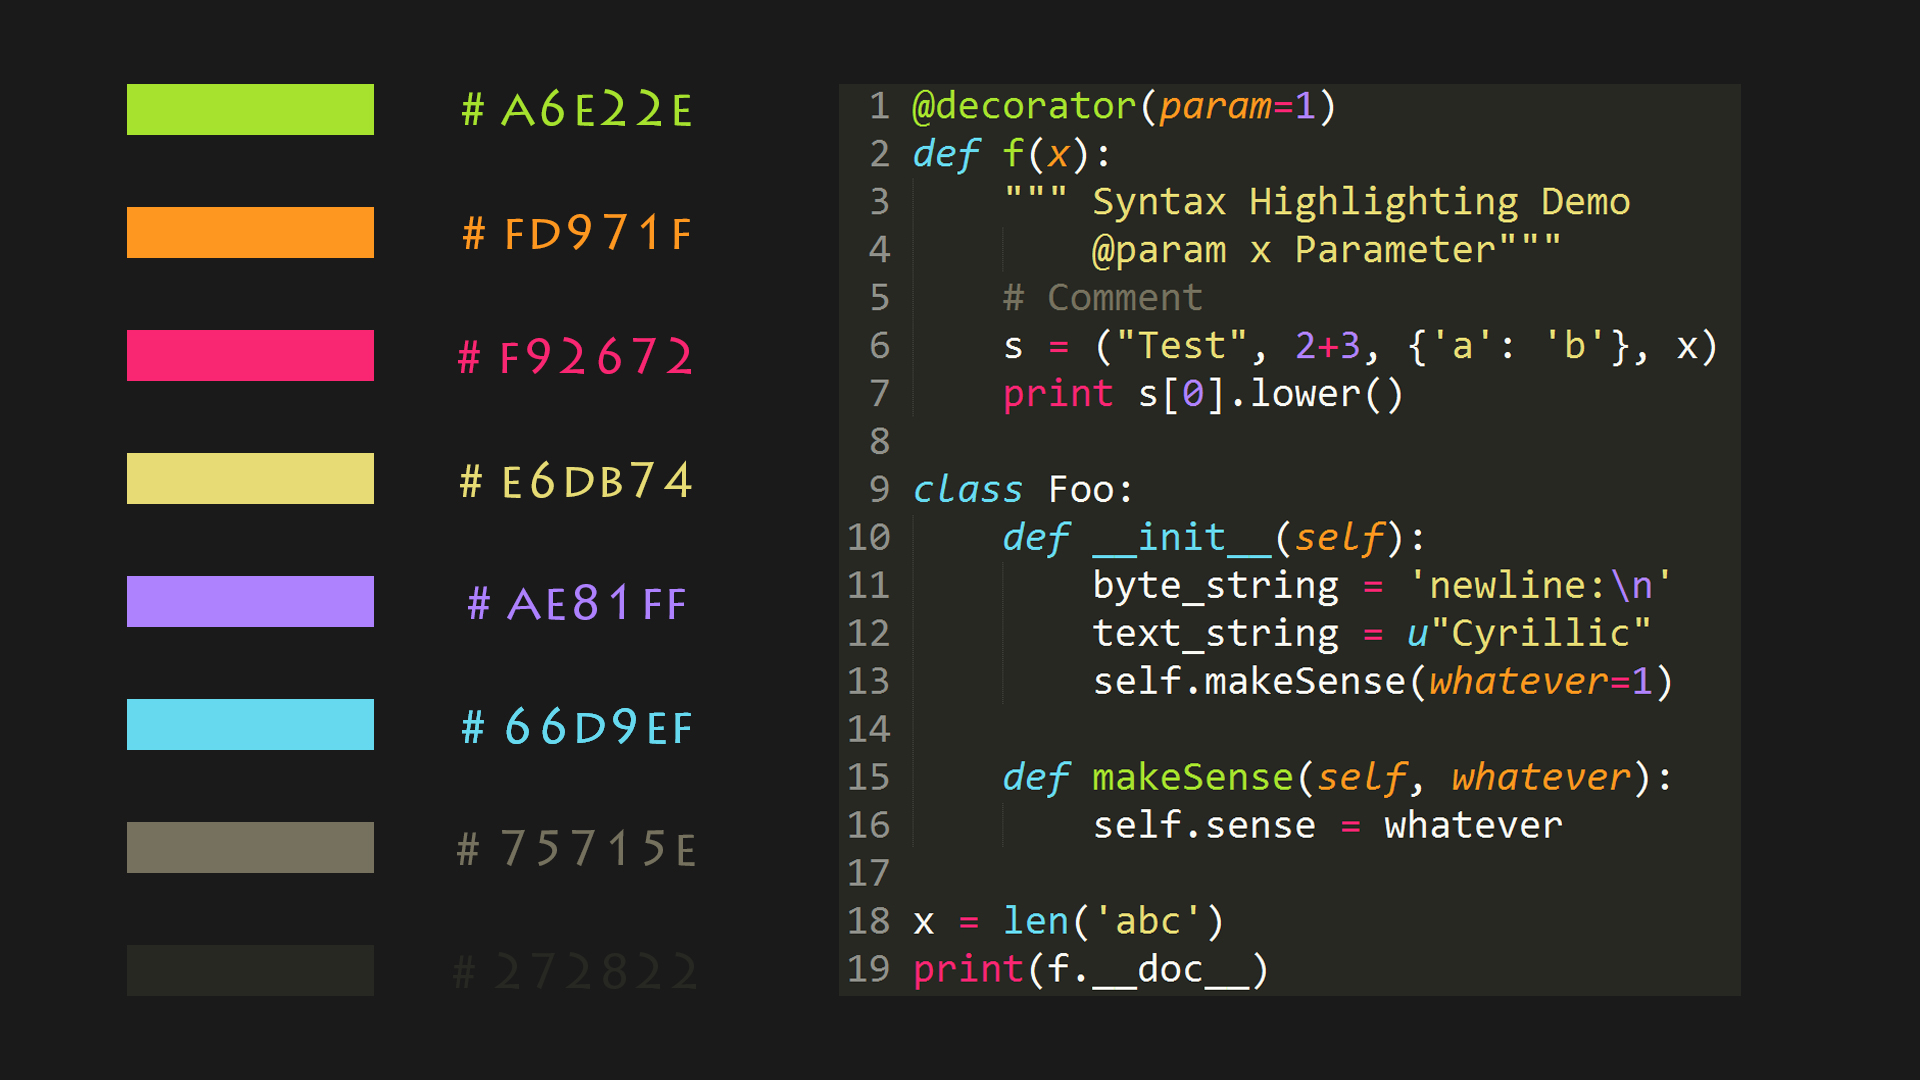 # A6E22E
# FD971F
# F92672
# E6DB74
# AE81FF
# 66D9EF
# 75715E
# 272822
1 @decorator(param=1)
2 def f(x):
3     """ Syntax Highlighting Demo
4         @param x Parameter"""
5     # Comment
6     s = ("Test", 2+3, {'a': 'b'}, x)
7     print s[0].lower()
8
9 class Foo:
10     def __init__(self):
11         byte_string = 'newline:\n'
12         text_string = u"Cyrillic"
13         self.makeSense(whatever=1)
14
15     def makeSense(self, whatever):
16         self.sense = whatever
17
18 x = len('abc')
19 print(f.__doc__)